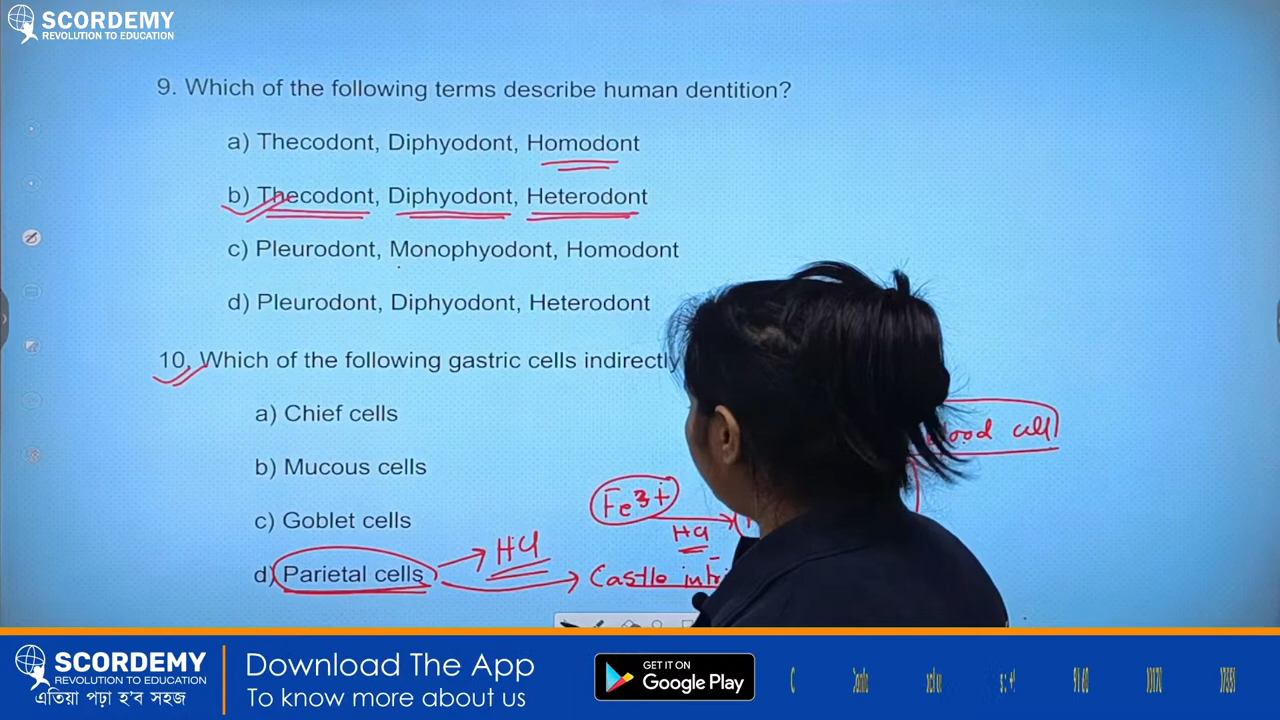 SCORDEMY
REVOLUTION TO EDUCATION
9. Which of the following terms describe human dentition?
a) Thecodont, Diphyodont, Homodont
b) Thecodont, Diphyodont, Heterodont
c) Pleurodont, Monophyodont, Homodont
d) Pleurodont, Diphyodont, Heterodont
10. Which of the following gastric cells indirectly
a) Chief cells
b) Mucous cells
c) Goblet cells
d) Parietal cells
HCl
Fe3+
HCl
Castle
cell
SCORDEMY
REVOLUTION TO EDUCATION
এতিয়া পঢ়া হ'ব সহজ
Download The App
To know more about us
GET IT ON
Google Play